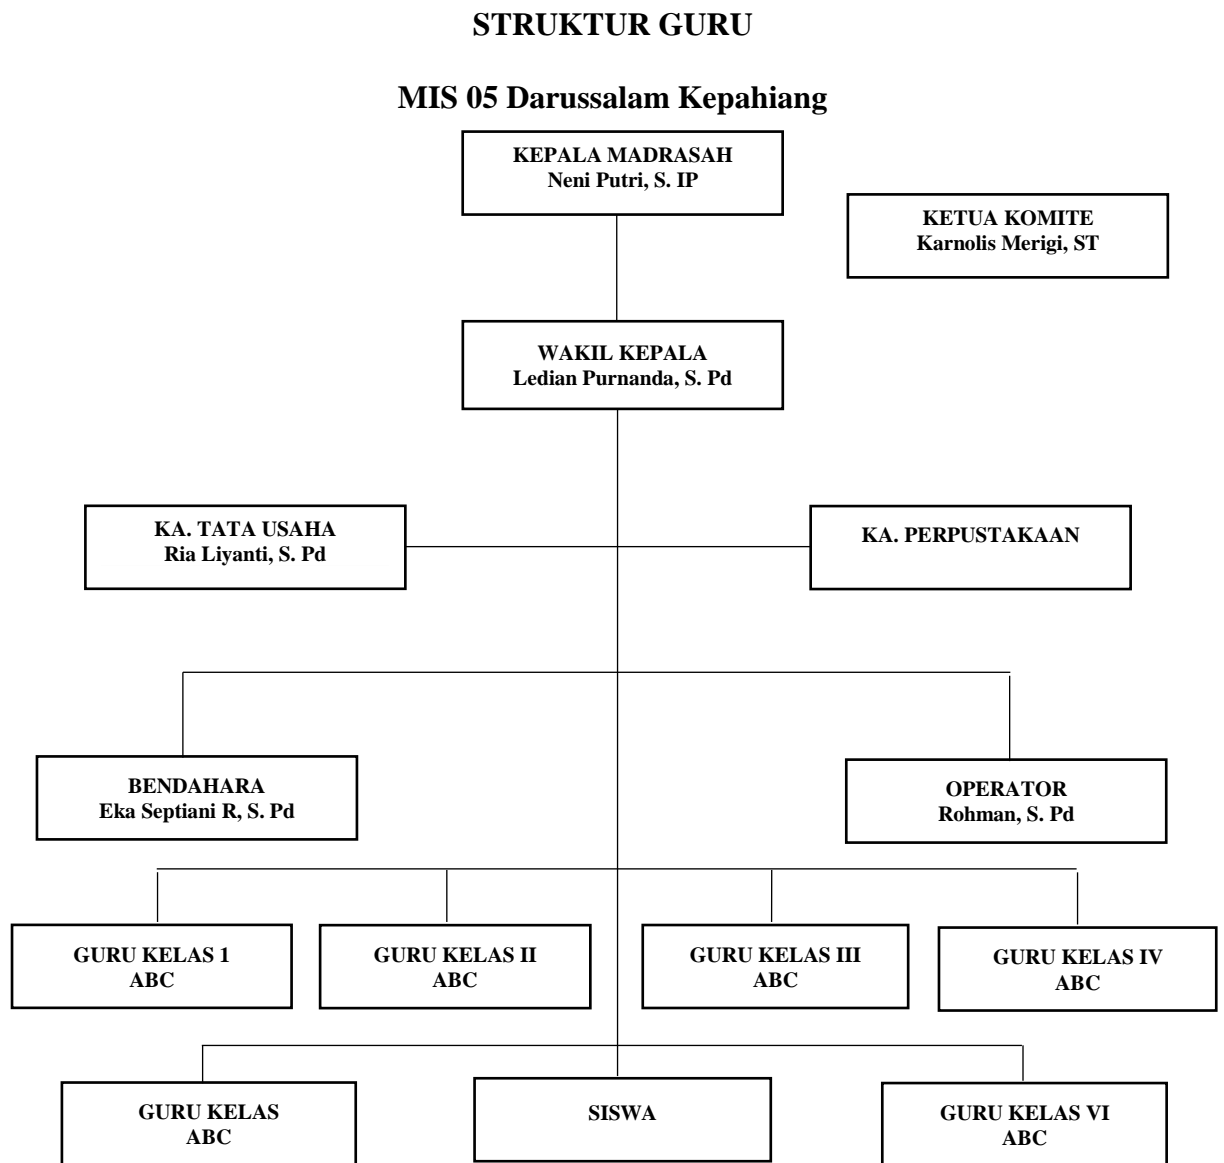 STRUKTUR GURU
MIS 05 Darussalam Kepahiang
KEPALA MADRASAH
Neni Putri, S. IP
KETUA KOMITE
Karnolis Merigi, ST
WAKIL KEPALA
Ledian Purnanda, S. Pd
KA. TATA USAHA
Ria Liyanti, S. Pd
KA. PERPUSTAKAAN
BENDAHARA
Eka Septiani R, S. Pd
OPERATOR
Rohman, S. Pd
GURU KELAS 1
ABC
GURU KELAS II
ABC
GURU KELAS III
ABC
GURU KELAS IV
ABC
GURU KELAS
ABC
SISWA
GURU KELAS VI
ABC